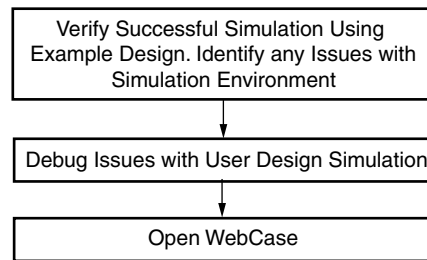 Verify Successful Simulation Using
Example Design. Identify any Issues with
Simulation Environment
Debug Issues with User Design Simulation
Open WebCase